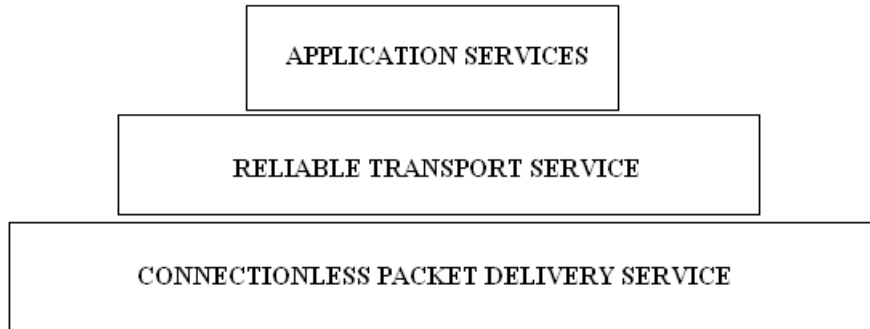 APPLICATION SERVICES
RELIABLE TRANSPORT SERVICE
CONNECTIONLESS PACKET DELIVERY SERVICE